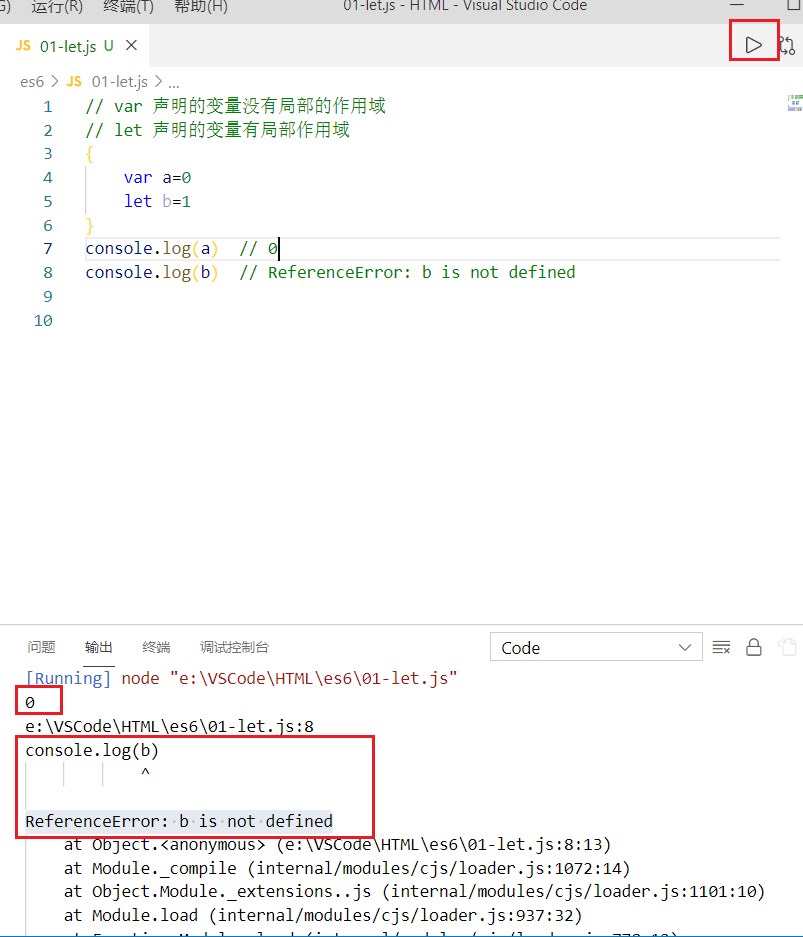 运行(R) 终端(T) 帮助(H) 01-let.js - HTML - Visual Studio Code
JS 01-let.js U
es6 > JS 01-let.js > ...
1 // var 声明的变量没有局部的作用域
2 // let 声明的变量有局部作用域
3 {
4 var a=0
5 let b=1
6 }
7 console.log(a) // 0
8 console.log(b) // ReferenceError: b is not defined
9
10
问题 输出 终端 调试控制台 Code
[Running] node "e:\VSCode\HTML\es6\01-let.js"
0
e:\VSCode\HTML\es6\01-let.js:8
console.log(b)
^
ReferenceError: b is not defined
at Object.<anonymous> (e:\VSCode\HTML\es6\01-let.js:8:13)
at Module._compile (internal/modules/cjs/loader.js:1072:14)
at Object.Module._extensions..js (internal/modules/cjs/loader.js:1101:10)
at Module.load (internal/modules/cjs/loader.js:937:32)